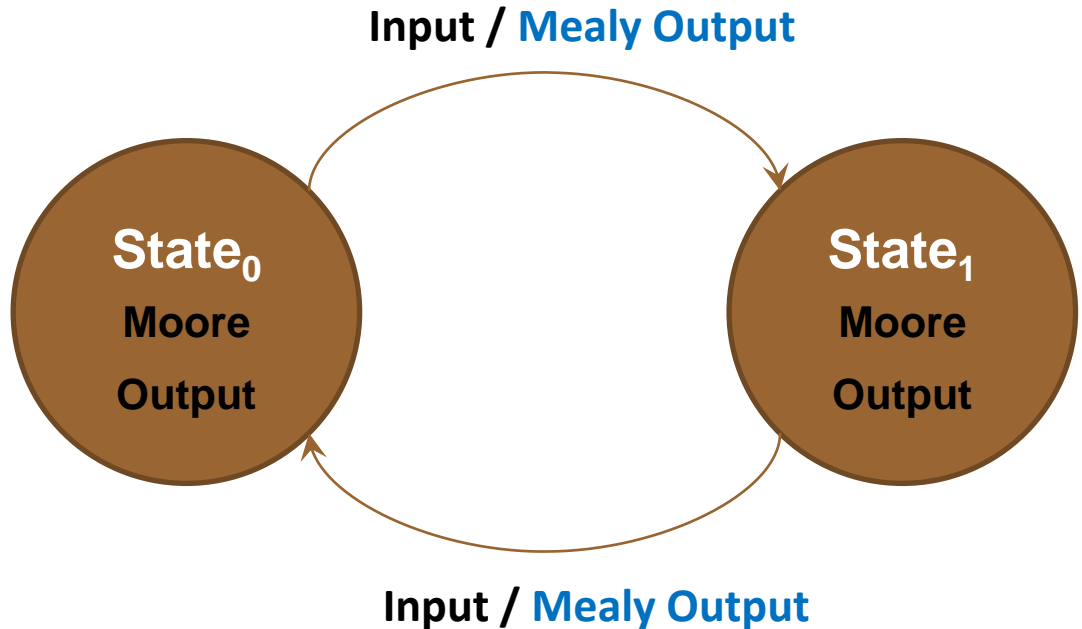 Input / Mealy Output
State₀
Moore
Output
State₁
Moore
Output
Input / Mealy Output